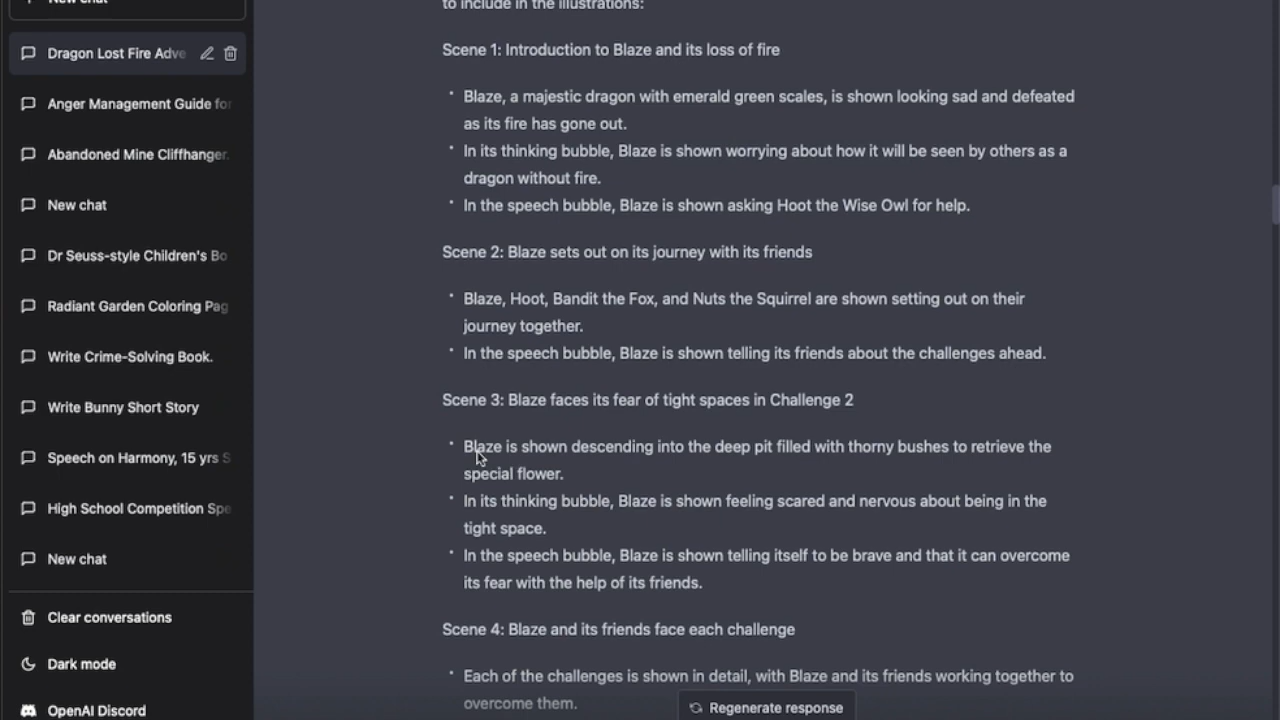 New chat
Dragon Lost Fire Adve
Anger Management Guide for
Abandoned Mine Cliffhanger.
New chat
Dr Seuss-style Children's Bo
Radiant Garden Coloring Pag
Write Crime-Solving Book.
Write Bunny Short Story
Speech on Harmony, 15 yrs S
High School Competition Spe
New chat
Clear conversations
Dark mode
OpenAI Discord
to include in the illustrations:
Scene 1: Introduction to Blaze and its loss of fire
• Blaze, a majestic dragon with emerald green scales, is shown looking sad and defeated
as its fire has gone out.
• In its thinking bubble, Blaze is shown worrying about how it will be seen by others as a
dragon without fire.
• In the speech bubble, Blaze is shown asking Hoot the Wise Owl for help.
Scene 2: Blaze sets out on its journey with its friends
• Blaze, Hoot, Bandit the Fox, and Nuts the Squirrel are shown setting out on their
journey together.
• In the speech bubble, Blaze is shown telling its friends about the challenges ahead.
Scene 3: Blaze faces its fear of tight spaces in Challenge 2
• Blaze is shown descending into the deep pit filled with thorny bushes to retrieve the
special flower.
• In its thinking bubble, Blaze is shown feeling scared and nervous about being in the
tight space.
• In the speech bubble, Blaze is shown telling itself to be brave and that it can overcome
its fear with the help of its friends.
Scene 4: Blaze and its friends face each challenge
• Each of the challenges is shown in detail, with Blaze and its friends working together to
overcome them.
Regenerate response